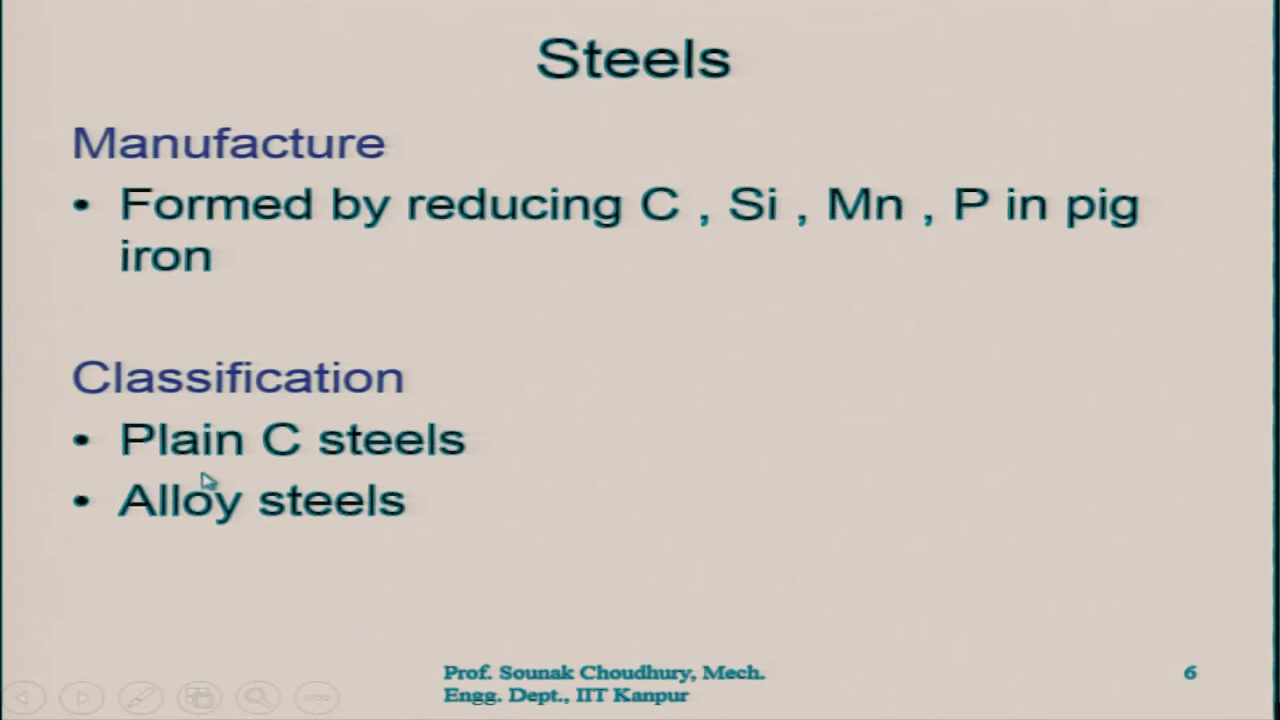 Steels
Manufacture
• Formed by reducing C , Si , Mn , P in pig
iron
Classification
• Plain C steels
• Alloy steels
Prof. Sounak Choudhury, Mech.
Engg. Dept., IIT Kanpur
6